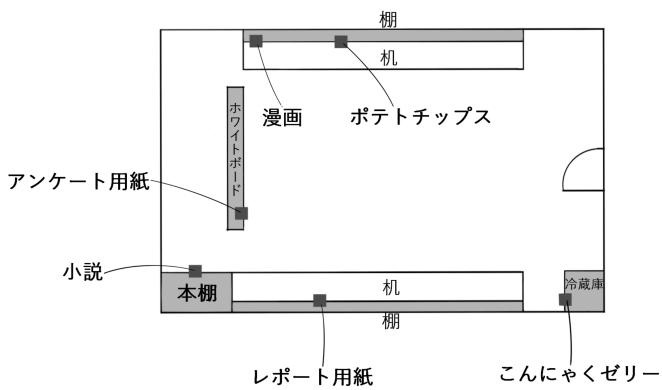 棚
机
漫画
ポテトチップス
ホワイトボード
アンケート用紙
小説
本棚
机
冷蔵庫
棚
レポート用紙
こんにゃくゼリー